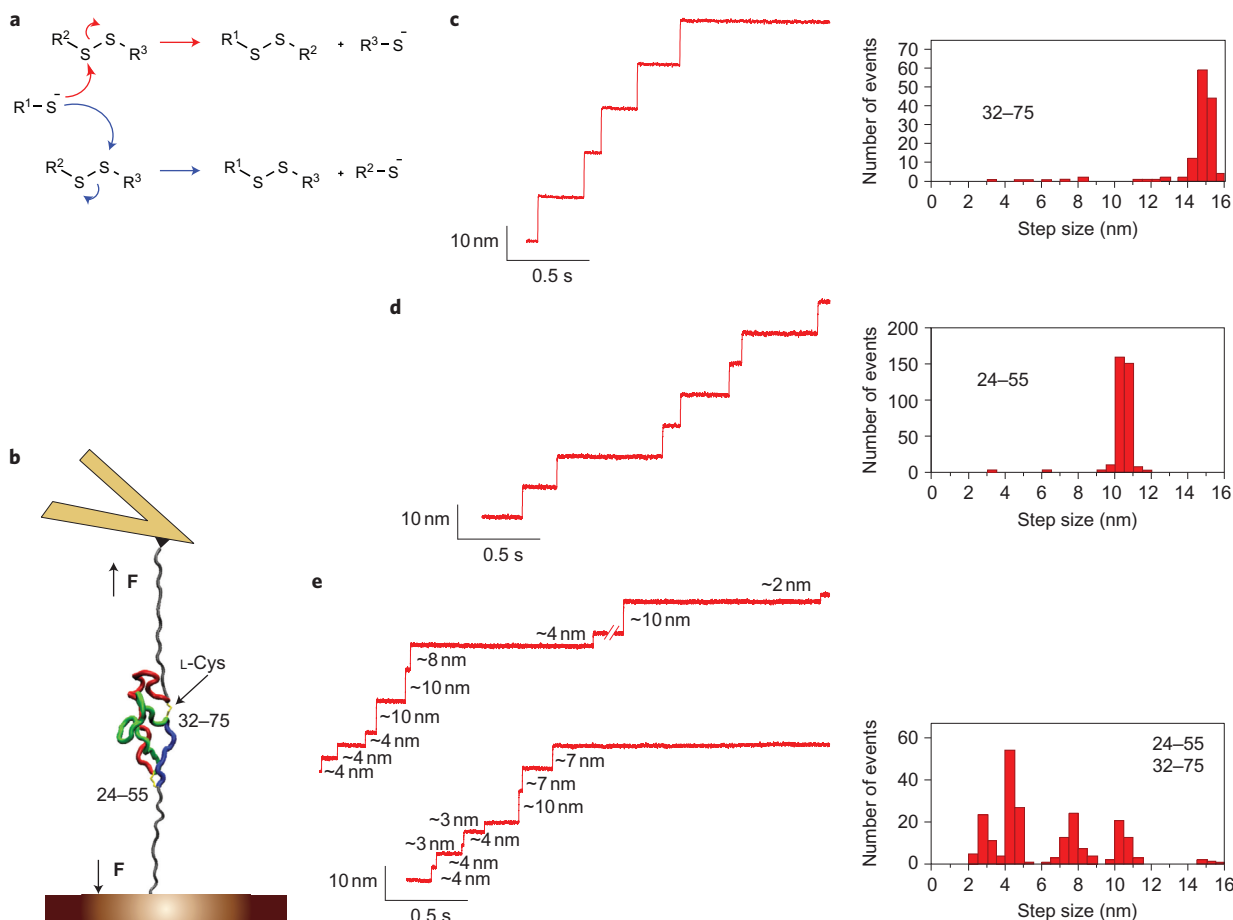 a
R² S S R³ R¹ S S R² + R³–S⁻
R¹–S⁻
R² S S R³ R¹ S S R³ + R²–S⁻
b
F
L-Cys
32–75
24–55
F
c
10 nm
0.5 s
Number of events
70
60
50
40
30
20
10
0
32–75
0 2 4 6 8 10 12 14 16
Step size (nm)
d
10 nm
0.5 s
Number of events
200
150
100
50
0
24–55
0 2 4 6 8 10 12 14 16
Step size (nm)
e
~2 nm
~10 nm
~4 nm
~8 nm
~10 nm
~10 nm
~4 nm
~4 nm
~4 nm
~7 nm
~7 nm
~10 nm
~3 nm
~4 nm
~3 nm
~4 nm
~4 nm
10 nm
0.5 s
Number of events
60
40
20
0
24–55
32–75
0 2 4 6 8 10 12 14 16
Step size (nm)